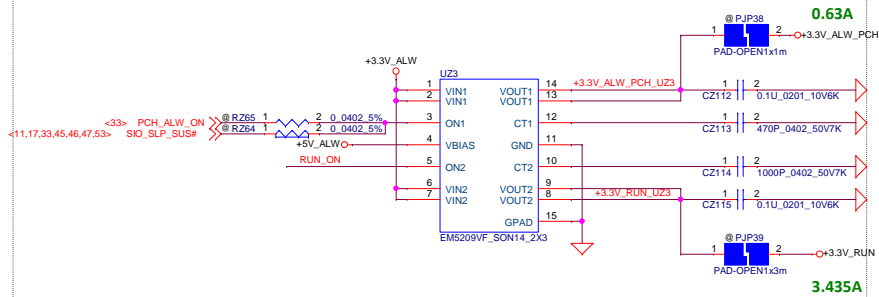 0.63A
@ PJP38
1 2 +3.3V_ALW_PCH
PAD-OPEN1x1m
+3.3V_ALW
UZ3
1 VIN1 VOUT1 14 +3.3V_ALW_PCH_UZ3
2 VIN1 VOUT1 13
1 2
CZ112 0.1U_0201_10V6K
<33> PCH_ALW_ON @ RZ65 1 2 0_0402_5%
<11,17,33,45,46,47,53> SIO_SLP_SUS# @ RZ64 1 2 0_0402_5%
3 ON1 CT1 12
1 2
CZ113 470P_0402_50V7K
+5V_ALW 4 VBIAS GND 11
RUN_ON 5 ON2 CT2 10
1 2
CZ114 1000P_0402_50V7K
6 VIN2 VOUT2 9
7 VIN2 VOUT2 8 +3.3V_RUN_UZ3
1 2
CZ115 0.1U_0201_10V6K
GPAD 15
EM5209VF_SON14_2X3
@ PJP39
1 2 +3.3V_RUN
PAD-OPEN1x3m
3.435A